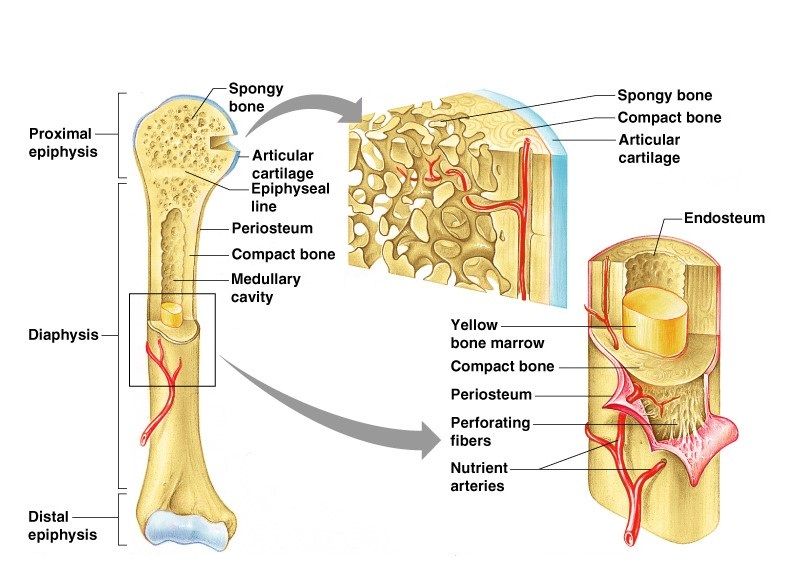 Spongy
bone
Proximal
epiphysis
Articular
cartilage
Epiphyseal
line
Periosteum
Compact bone
Medullary
cavity
Diaphysis
Distal
epiphysis
Spongy bone
Compact bone
Articular
cartilage
Endosteum
Yellow
bone marrow
Compact bone
Periosteum
Perforating
fibers
Nutrient
arteries